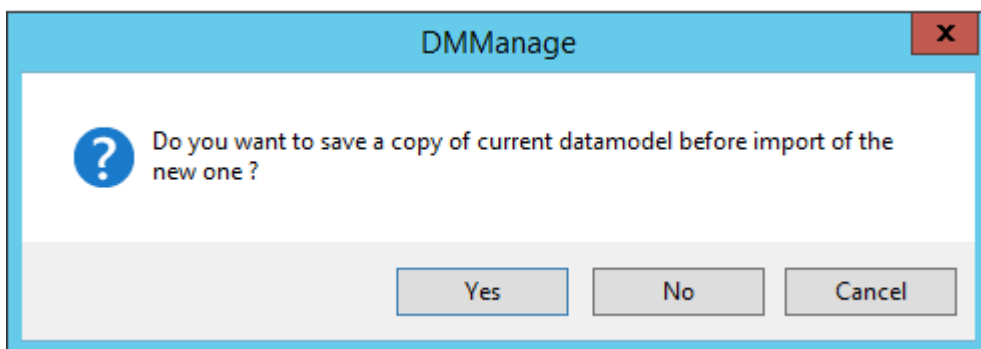 DMManage
x
Do you want to save a copy of current datamodel before import of the
new one ?
Yes No Cancel